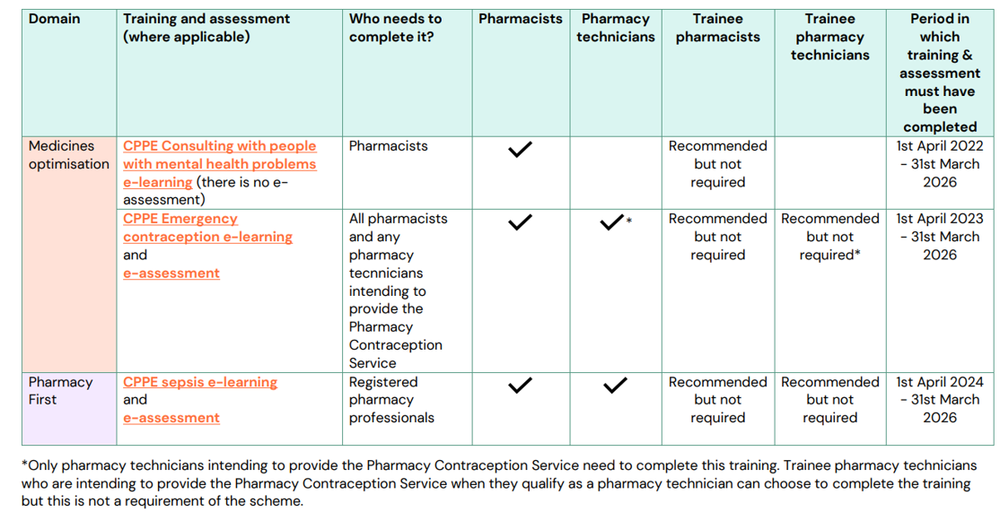 Domain
Training and assessment
(where applicable)
Who needs to
complete it?
Pharmacists
Pharmacy
technicians
Trainee
pharmacists
Trainee
pharmacy
technicians
Period in
which
training &
assessment
must have
been
completed
Medicines
optimisation
CPPE Consulting with people
with mental health problems
e-learning (there is no e-
assessment)
Pharmacists
✓
Recommended
but not
required
1st April 2022
- 31st March
2026
CPPE Emergency
contraception e-learning
and
e-assessment
All pharmacists
and any
pharmacy
tecnnicians
intending to
provide the
Pharmacy
Contraception
Service
✓
✓*
Recommended
but not
required
Recommended
but not
required*
1st April 2023
- 31st March
2026
Pharmacy
First
CPPE sepsis e-learning
and
e-assessment
Registered
pharmacy
professionals
✓
✓
Recommended
but not
required
Recommended
but not
required
1st April 2024
- 31st March
2026
*Only pharmacy technicians intending to provide the Pharmacy Contraception Service need to complete this training. Trainee pharmacy technicians
who are intending to provide the Pharmacy Contraception Service when they qualify as a pharmacy technician can choose to complete the training
but this is not a requirement of the scheme.